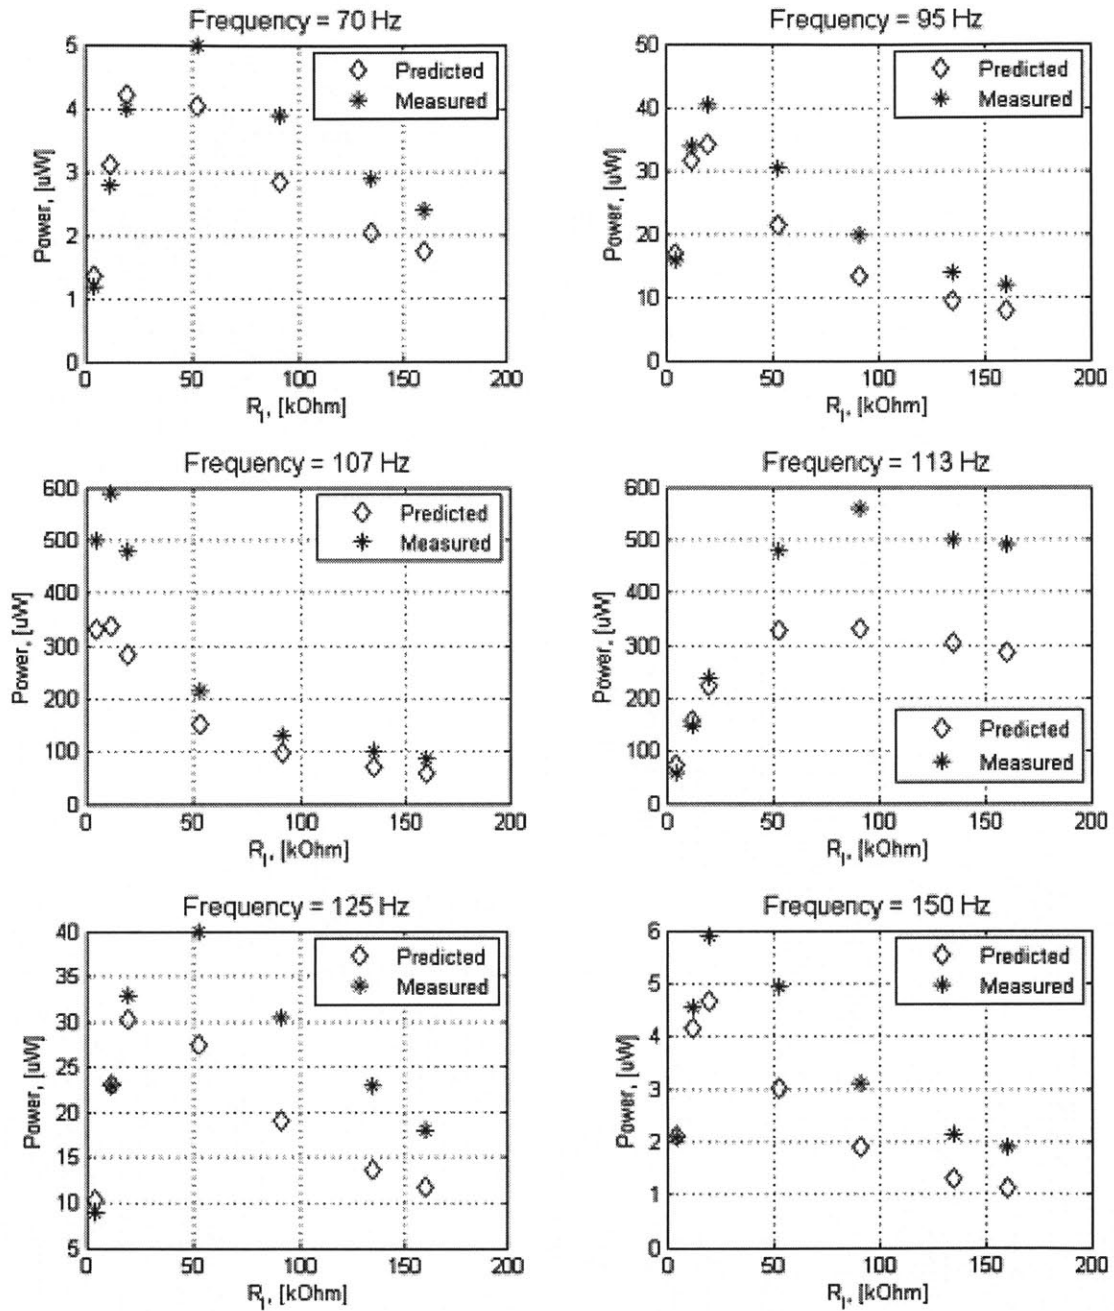 Frequency = 70 Hz
5
4
3
2
1
0
Power, [uW]
Predicted
Measured
0 50 100 150 200
R_l, [kOhm]
Frequency = 95 Hz
50
40
30
20
10
0
Power, [uW]
Predicted
Measured
0 50 100 150 200
R_l, [kOhm]
Frequency = 107 Hz
600
500
400
300
200
100
0
Power, [uW]
Predicted
Measured
0 50 100 150 200
R_l, [kOhm]
Frequency = 113 Hz
600
500
400
300
200
100
0
Power, [uW]
Predicted
Measured
0 50 100 150 200
R_l, [kOhm]
Frequency = 125 Hz
40
35
30
25
20
15
10
5
Power, [uW]
Predicted
Measured
0 50 100 150 200
R_l, [kOhm]
Frequency = 150 Hz
6
5
4
3
2
1
0
Power, [uW]
Predicted
Measured
0 50 100 150 200
R_l, [kOhm]